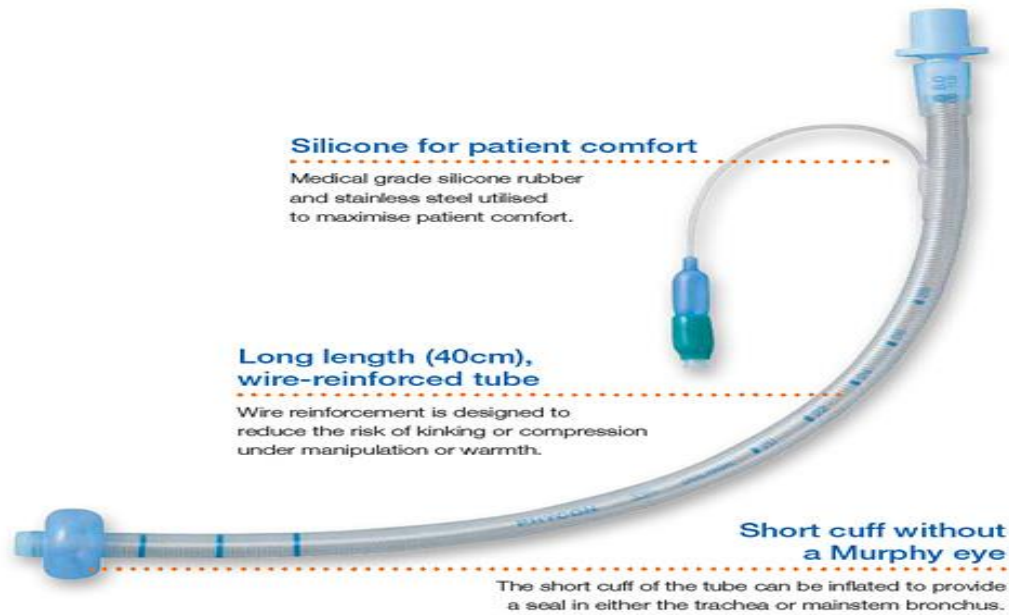 8.0
Silicone for patient comfort
Medical grade silicone rubber
and stainless steel utilised
to maximise patient comfort.
Long length (40cm),
wire-reinforced tube
Wire reinforcement is designed to
reduce the risk of kinking or compression
under manipulation or warmth.
PHYCON
Short cuff without
a Murphy eye
The short cuff of the tube can be inflated to provide
a seal in either the trachea or mainstem bronchus.